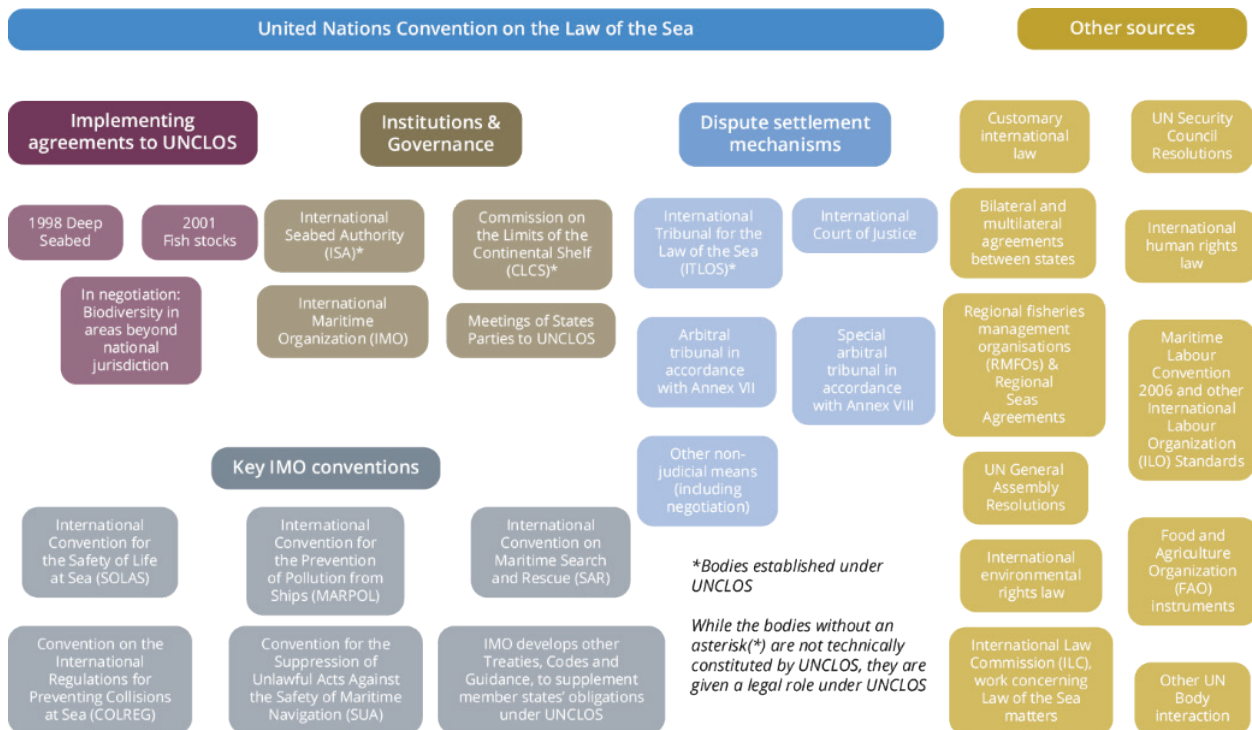 United Nations Convention on the Law of the Sea
Other sources
Implementing
agreements to UNCLOS
1998 Deep
Seabed
2001
Fish stocks
In negotiation:
Biodiversity in
areas beyond
national
jurisdiction
Institutions &
Governance
International
Seabed Authority
(ISA)*
Commission on
the Limits of the
Continental Shelf
(CLCS)*
International
Maritime
Organization (IMO)
Meetings of States
Parties to UNCLOS
Dispute settlement
mechanisms
International
Tribunal for the
Law of the Sea
(ITLOS)*
International
Court of Justice
Arbitral
tribunal in
accordance
with Annex VII
Special
arbitral
tribunal in
accordance
with Annex VIII
Other non-
judicial means
(including
negotiation)
Key IMO conventions
International
Convention for
the Safety of Life
at Sea (SOLAS)
International
Convention for
the Prevention
of Pollution from
Ships (MARPOL)
International
Convention on
Maritime Search
and Rescue (SAR)
Convention on the
International
Regulations for
Preventing Collisions
at Sea (COLREG)
Convention for the
Suppression of
Unlawful Acts Against
the Safety of Maritime
Navigation (SUA)
IMO develops other
Treaties, Codes and
Guidance, to supplement
member states' obligations
under UNCLOS
*Bodies established under
UNCLOS
While the bodies without an
asterisk(*) are not technically
constituted by UNCLOS, they are
given a legal role under UNCLOS
Customary
international
law
UN Security
Council
Resolutions
Bilateral and
multilateral
agreements
between states
International
human rights
law
Regional fisheries
management
organisations
(RMFOs) &
Regional
Seas
Agreements
Maritime
Labour
Convention
2006 and other
International
Labour
Organization
(ILO) Standards
UN General
Assembly
Resolutions
International
environmental
rights law
Food and
Agriculture
Organization
(FAO)
instruments
International Law
Commission (ILC),
work concerning
Law of the Sea
matters
Other UN
Body
interaction